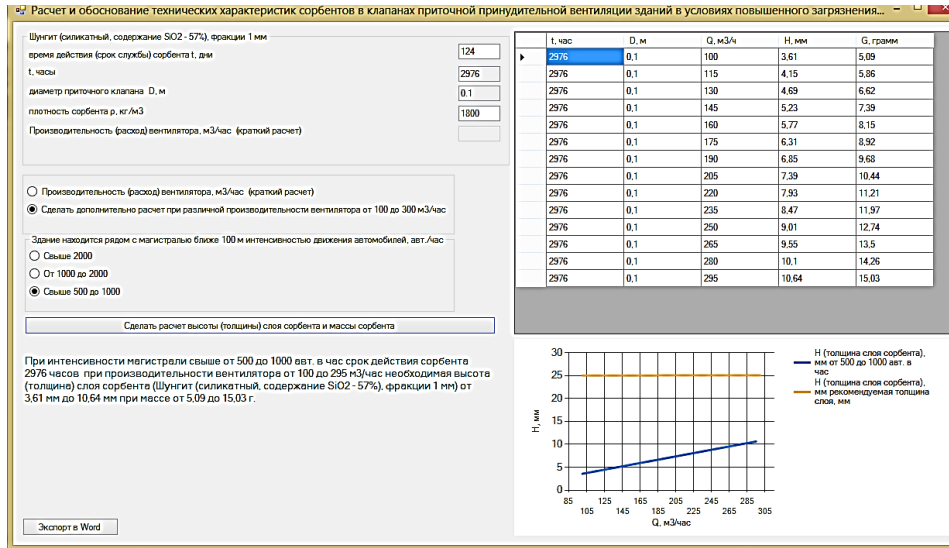 Расчет и обоснование технических характеристик сорбентов в клапанах приточной принудительной вентиляции зданий в условиях повышенного загрязнения...
Шунгит (силикатный, содержание SiO2 - 57%), фракции 1 мм
время действия (срок службы) сорбента t, дни
124
t, часы
2976
диаметр приточного клапана D, м
0.1
плотность сорбента ρ, кг/м3
1800
Производительность (расход) вентилятора, м3/час (краткий расчет)
Производительность (расход) вентилятора, м3/час (краткий расчет)
Сделать дополнительно расчет при различной производительности вентилятора от 100 до 300 м3/час
Здание находится рядом с магистралью ближе 100 м интенсивностью движения автомобилей, авт./час
Свыше 2000
От 1000 до 2000
Свыше 500 до 1000
Сделать расчет высоты (толщины) слоя сорбента и массы сорбента
При интенсивности магистрали свыше от 500 до 1000 авт. в час срок действия сорбента
2976 часов при производительности вентилятора от 100 до 295 м3/час необходимая высота
(толщина) слоя сорбента (Шунгит (силикатный, содержание SiO2 - 57%), фракции 1 мм) от
3,61 мм до 10,64 мм при массе от 5,09 до 15,03 г.
Экспорт в Word
t, час D, м Q, м3/ч H, мм G, грамм
2976 0,1 100 3,61 5,09
2976 0,1 115 4,15 5,86
2976 0,1 130 4,69 6,62
2976 0,1 145 5,23 7,39
2976 0,1 160 5,77 8,15
2976 0,1 175 6,31 8,92
2976 0,1 190 6,85 9,68
2976 0,1 205 7,39 10,44
2976 0,1 220 7,93 11,21
2976 0,1 235 8,47 11,97
2976 0,1 250 9,01 12,74
2976 0,1 265 9,55 13,5
2976 0,1 280 10,1 14,26
2976 0,1 295 10,64 15,03
30
25
20
15
10
5
0
H, мм
85 125 165 205 245 285
105 145 185 225 265 305
Q, м3/час
H (толщина слоя сорбента),
мм от 500 до 1000 авт. в
час
H (толщина слоя сорбента),
мм рекомендуемая толщина
слоя, мм